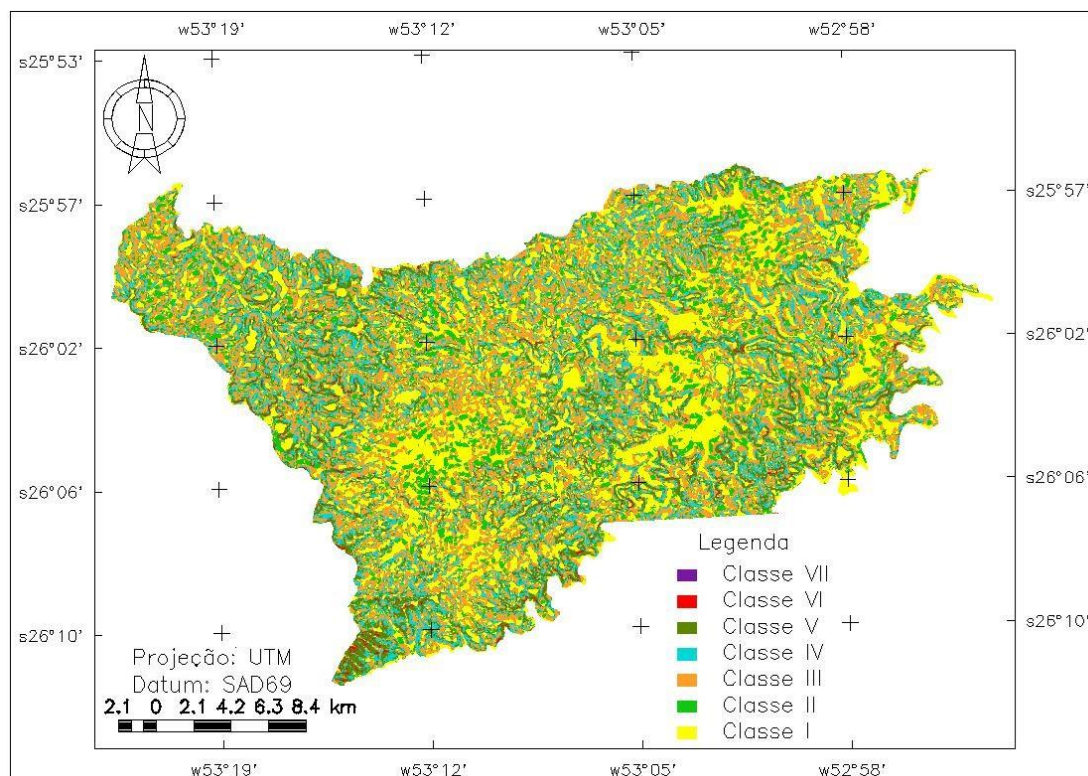 w53°19' w53°12' w53°05' w52°58'
s25°53'
N
s25°57' s25°57'
s26°02' s26°02'
s26°06' s26°06'
s26°10' s26°10'
Legenda
Classe VII
Classe VI
Classe V
Classe IV
Classe III
Classe II
Classe I
Projeção: UTM
Datum: SAD69
2.1 0 2.1 4.2 6.3 8.4 km
w53°19' w53°12' w53°05' w52°58'